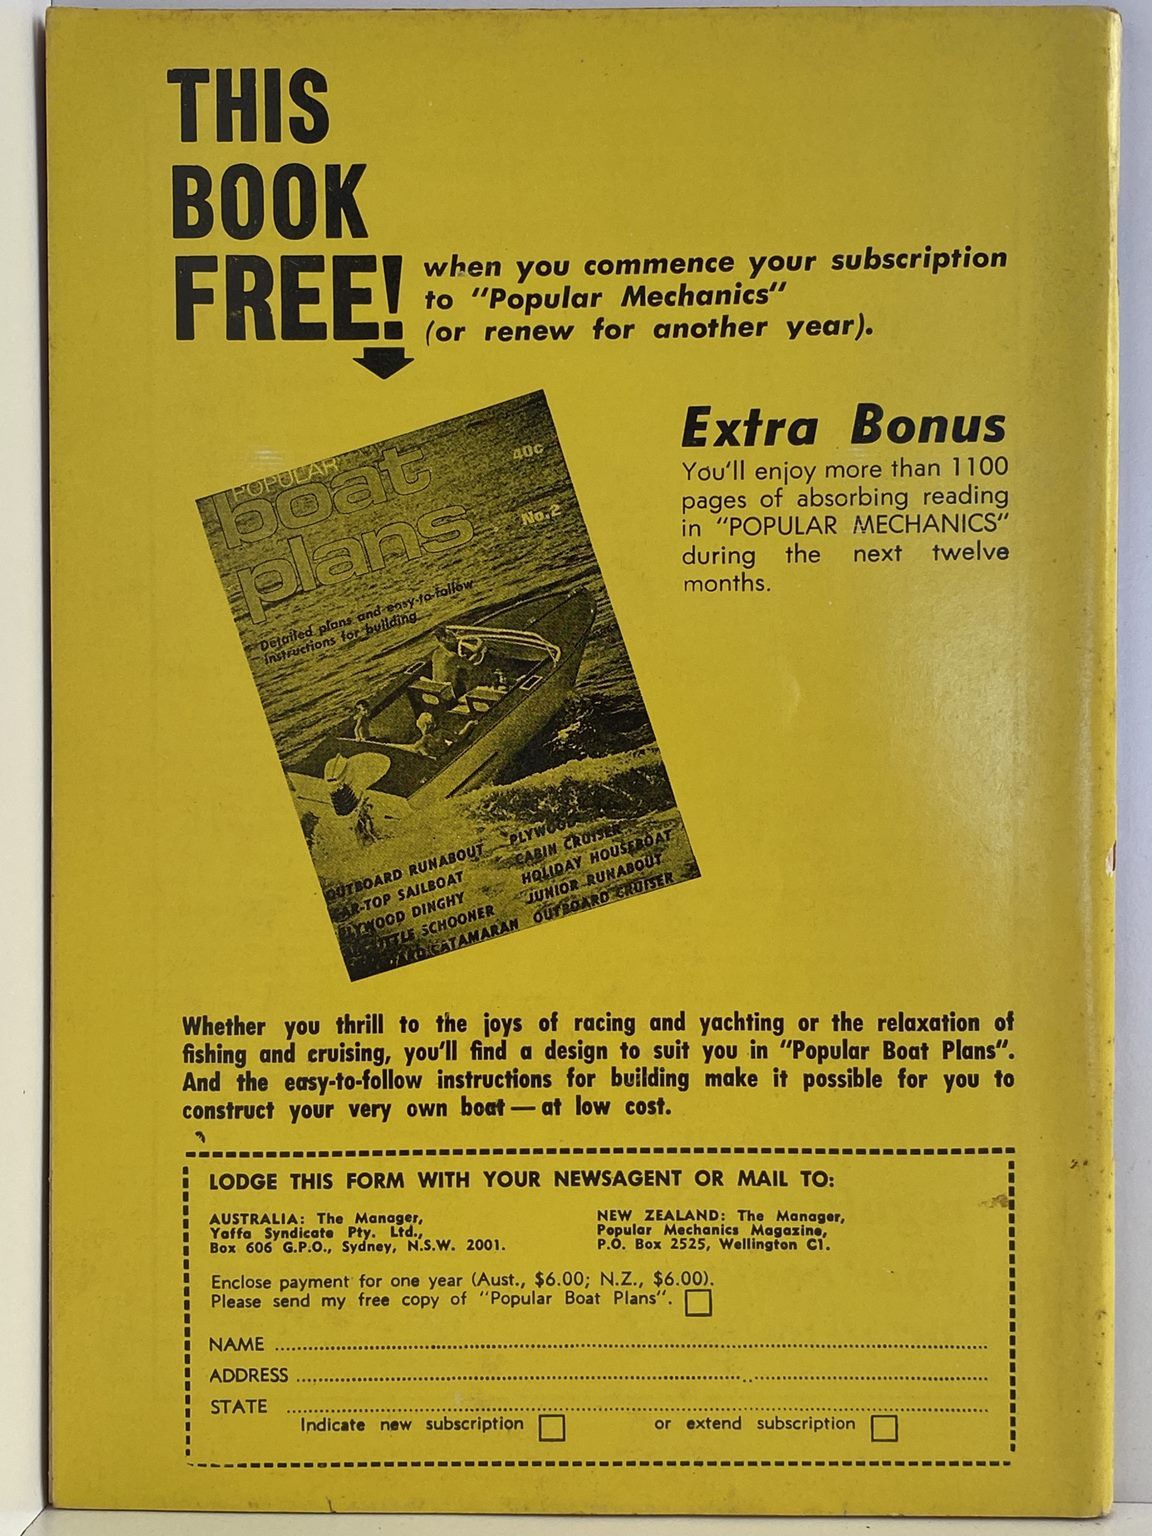 THIS
BOOK
FREE!
when you commence your subscription
to "Popular Mechanics"
(or renew for another year).
POPULAR
boat
plans
40c
No.2
Detailed plans and easy-to-follow
instructions for building
OUTBOARD RUNABOUT
CAR-TOP SAILBOAT
PLYWOOD DINGHY
LITTLE SCHOONER
CATAMARAN
PLYWOOD
CABIN CRUISER
HOLIDAY HOUSEBOAT
JUNIOR RUNABOUT
OUTBOARD CRUISER
Extra Bonus
You'll enjoy more than 1100
pages of absorbing reading
in "POPULAR MECHANICS"
during the next twelve
months.
Whether you thrill to the joys of racing and yachting or the relaxation of
fishing and cruising, you'll find a design to suit you in "Popular Boat Plans".
And the easy-to-follow instructions for building make it possible for you to
construct your very own boat — at low cost.
LODGE THIS FORM WITH YOUR NEWSAGENT OR MAIL TO:
AUSTRALIA: The Manager,
Yaffa Syndicate Pty. Ltd.,
Box 606 G.P.O., Sydney, N.S.W. 2001.
NEW ZEALAND: The Manager,
Popular Mechanics Magazine,
P.O. Box 2525, Wellington C1.
Enclose payment for one year (Aust., $6.00; N.Z., $6.00).
Please send my free copy of "Popular Boat Plans".
NAME
ADDRESS
STATE
Indicate new subscription or extend subscription